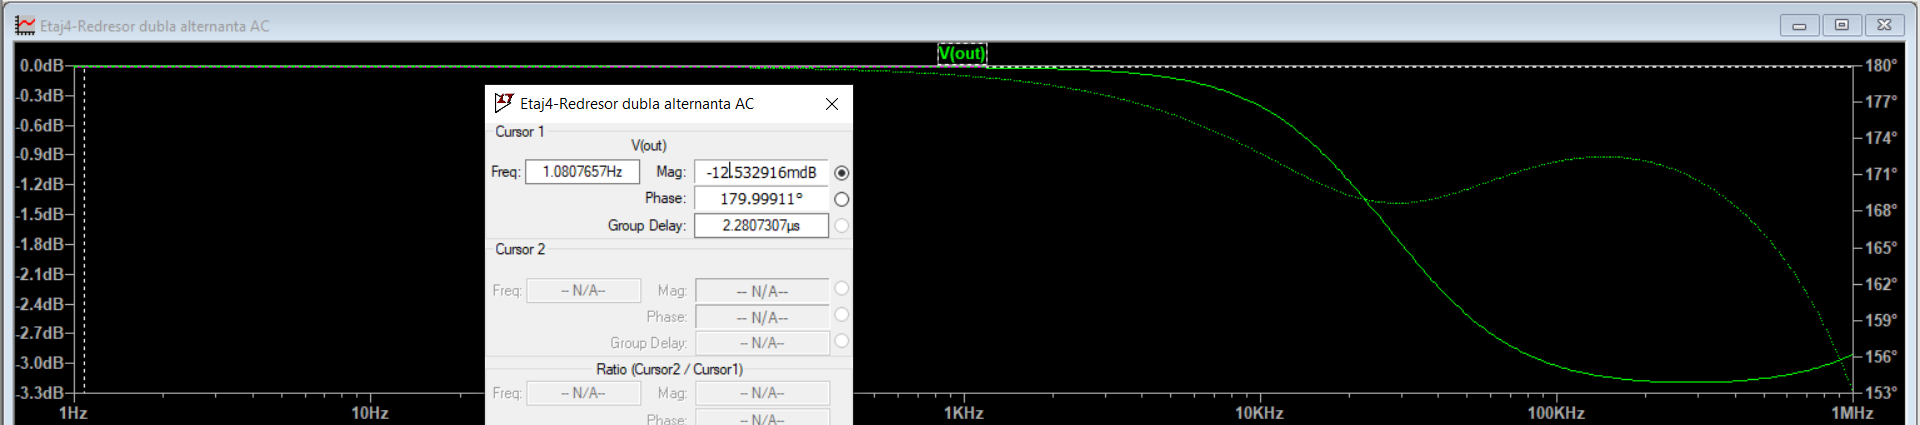 Etaj4-Redresor dubla alternanta AC
V(out)
0.0dB
-0.3dB
-0.6dB
-0.9dB
-1.2dB
-1.5dB
-1.8dB
-2.1dB
-2.4dB
-2.7dB
-3.0dB
-3.3dB
180°
177°
174°
171°
168°
165°
162°
159°
156°
153°
1Hz 10Hz 1KHz 10KHz 100KHz 1MHz
Etaj4-Redresor dubla alternanta AC
Cursor 1
V(out)
Freq: 1.0807657Hz Mag: -12.532916mdB
Phase: 179.99911°
Group Delay: 2.2807307µs
Cursor 2
Freq: -- N/A-- Mag: -- N/A--
Phase: -- N/A--
Group Delay: -- N/A--
Ratio (Cursor2 / Cursor1)
Freq: -- N/A-- Mag: -- N/A--
Phase: -- N/A--